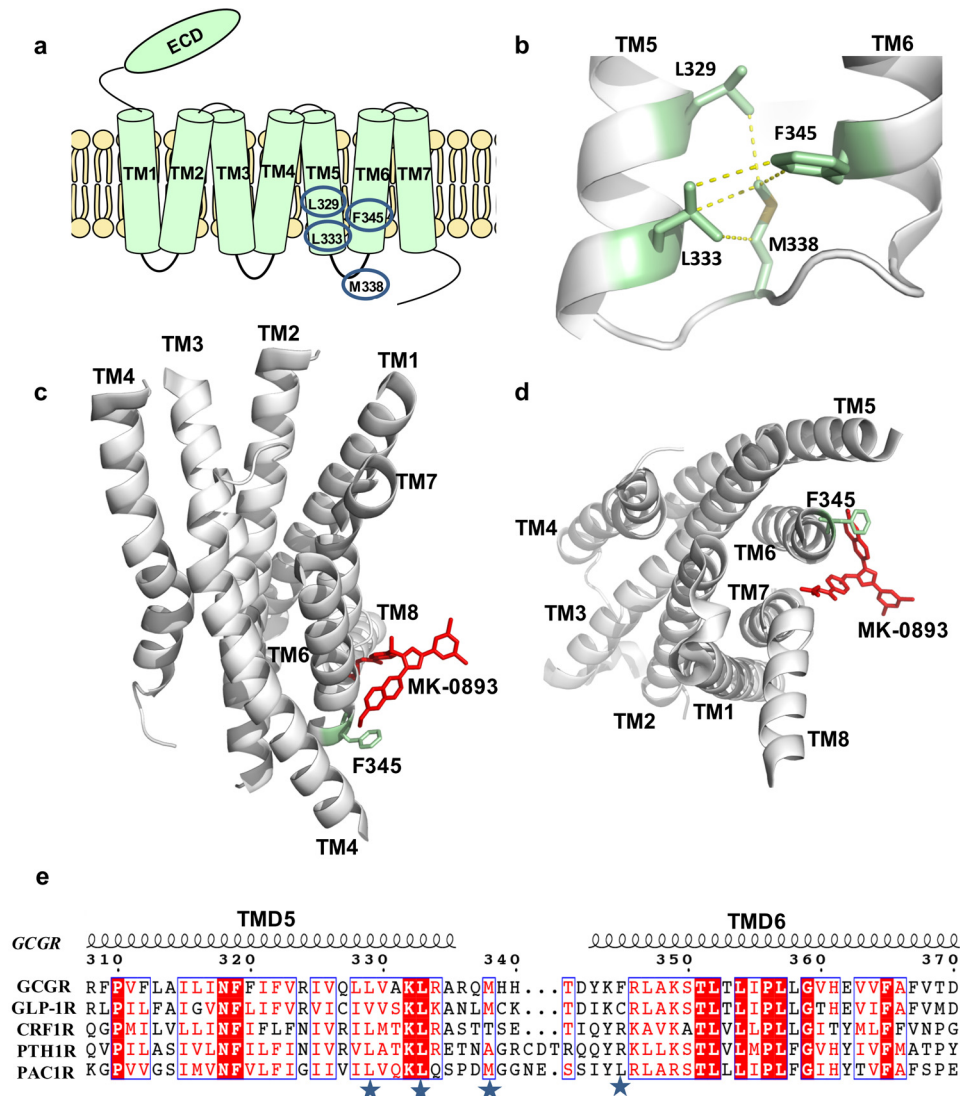 a
ECD
TM1 TM2 TM3 TM4 TM5 TM6 TM7
L329
F345
L333
M338
b
TM5 TM6
L329
F345
L333
M338
c
TM4
TM3
TM2
TM1
TM7
TM8
TM6
MK-0893
F345
TM4
d
TM5
F345
TM4
TM6
TM7
TM3
MK-0893
TM2
TM1
TM8
e
TMD5 TMD6
GCGR
310 320 330 340 350 360 370
GCGR RFPVFLAILINFFIFVRIVQLLVAKLRARQMHH...TDYKFRLAKSTLTLIPLLGVHEVVFAFVTD
GLP-1R RLPILFAIGVNFLIFVRVICIVVSKLKANLMCK...TDIKCRLAKSTLTLIPLLGTHEVIFAFVMD
CRF1R QGPMILVLLINFIFLFNIVRILMTKLRASTTSE...TIQYRKAVKATLVLLPLLGITYMLFFVNPG
PTH1R QVPILASIVLNFILFINIVRVLATKLRETNAGRCDTRQQYRKLLKSTLVLMPLFGVHYIVFMATPY
PAC1R KGPVVGSIMVNFVLFIGIIVILVQKLQSPDMGGNE.SSIYLRLAKSTLLLIPLFGIHYTVFAFSPE